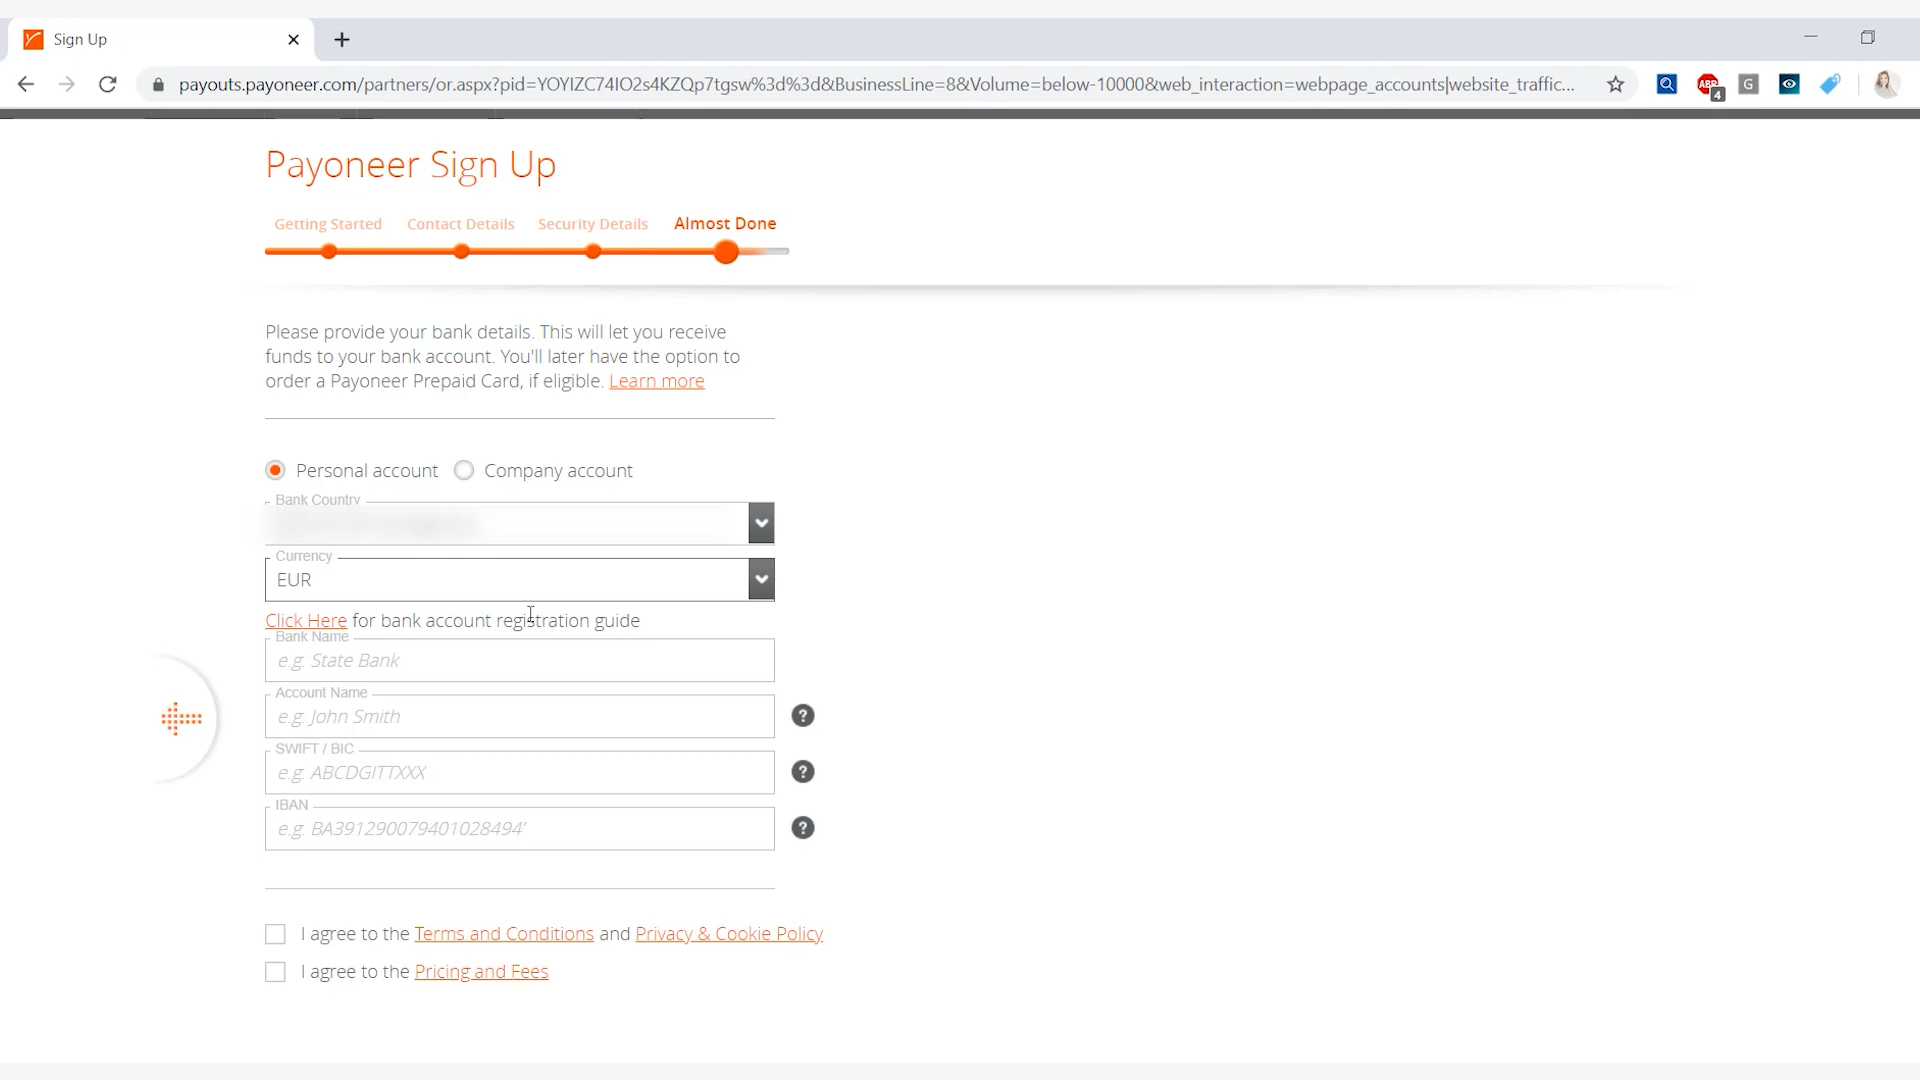 Sign Up
payouts.payoneer.com/partners/or.aspx?pid=YOYIZC74IO2s4KZQp7tgsw%3d%3d&BusinessLine=8&Volume=below-10000&web_interaction=webpage_accounts|website_traffic...
ABP
4
G
Payoneer Sign Up
Getting Started Contact Details Security Details Almost Done
Please provide your bank details. This will let you receive
funds to your bank account. You'll later have the option to
order a Payoneer Prepaid Card, if eligible. Learn more
Personal account Company account
Bank Country
Currency
EUR
Click Here for bank account registration guide
Bank Name
e.g. State Bank
Account Name
e.g. John Smith
?
SWIFT / BIC
e.g. ABCDGITTXXX
?
IBAN
e.g. BA391290079401028494’
?
I agree to the Terms and Conditions and Privacy & Cookie Policy
I agree to the Pricing and Fees